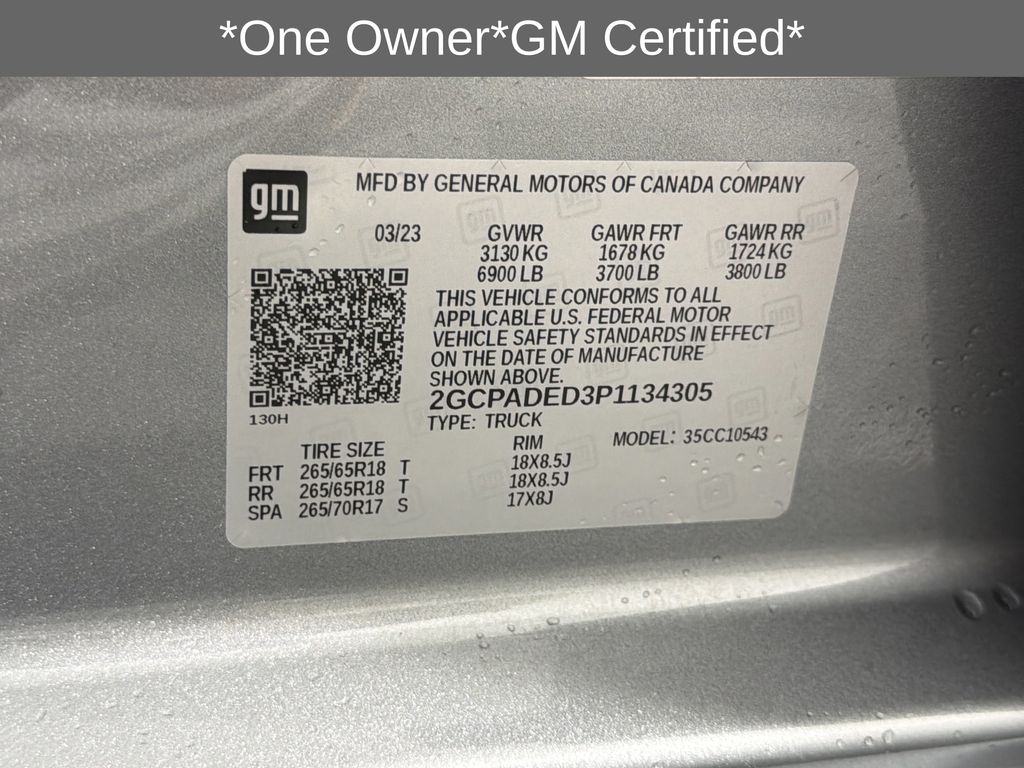 *One Owner*GM Certified*
gm
MFD BY GENERAL MOTORS OF CANADA COMPANY
03/23 GVWR GAWR FRT GAWR RR
3130 KG 1678 KG 1724 KG
6900 LB 3700 LB 3800 LB
THIS VEHICLE CONFORMS TO ALL
APPLICABLE U.S. FEDERAL MOTOR
VEHICLE SAFETY STANDARDS IN EFFECT
ON THE DATE OF MANUFACTURE
SHOWN ABOVE.
2GCPADED3P1134305
130H
TYPE: TRUCK
MODEL: 35CC10543
TIRE SIZE RIM
FRT 265/65R18 T 18X8.5J
RR 265/65R18 T 18X8.5J
SPA 265/70R17 S 17X8J